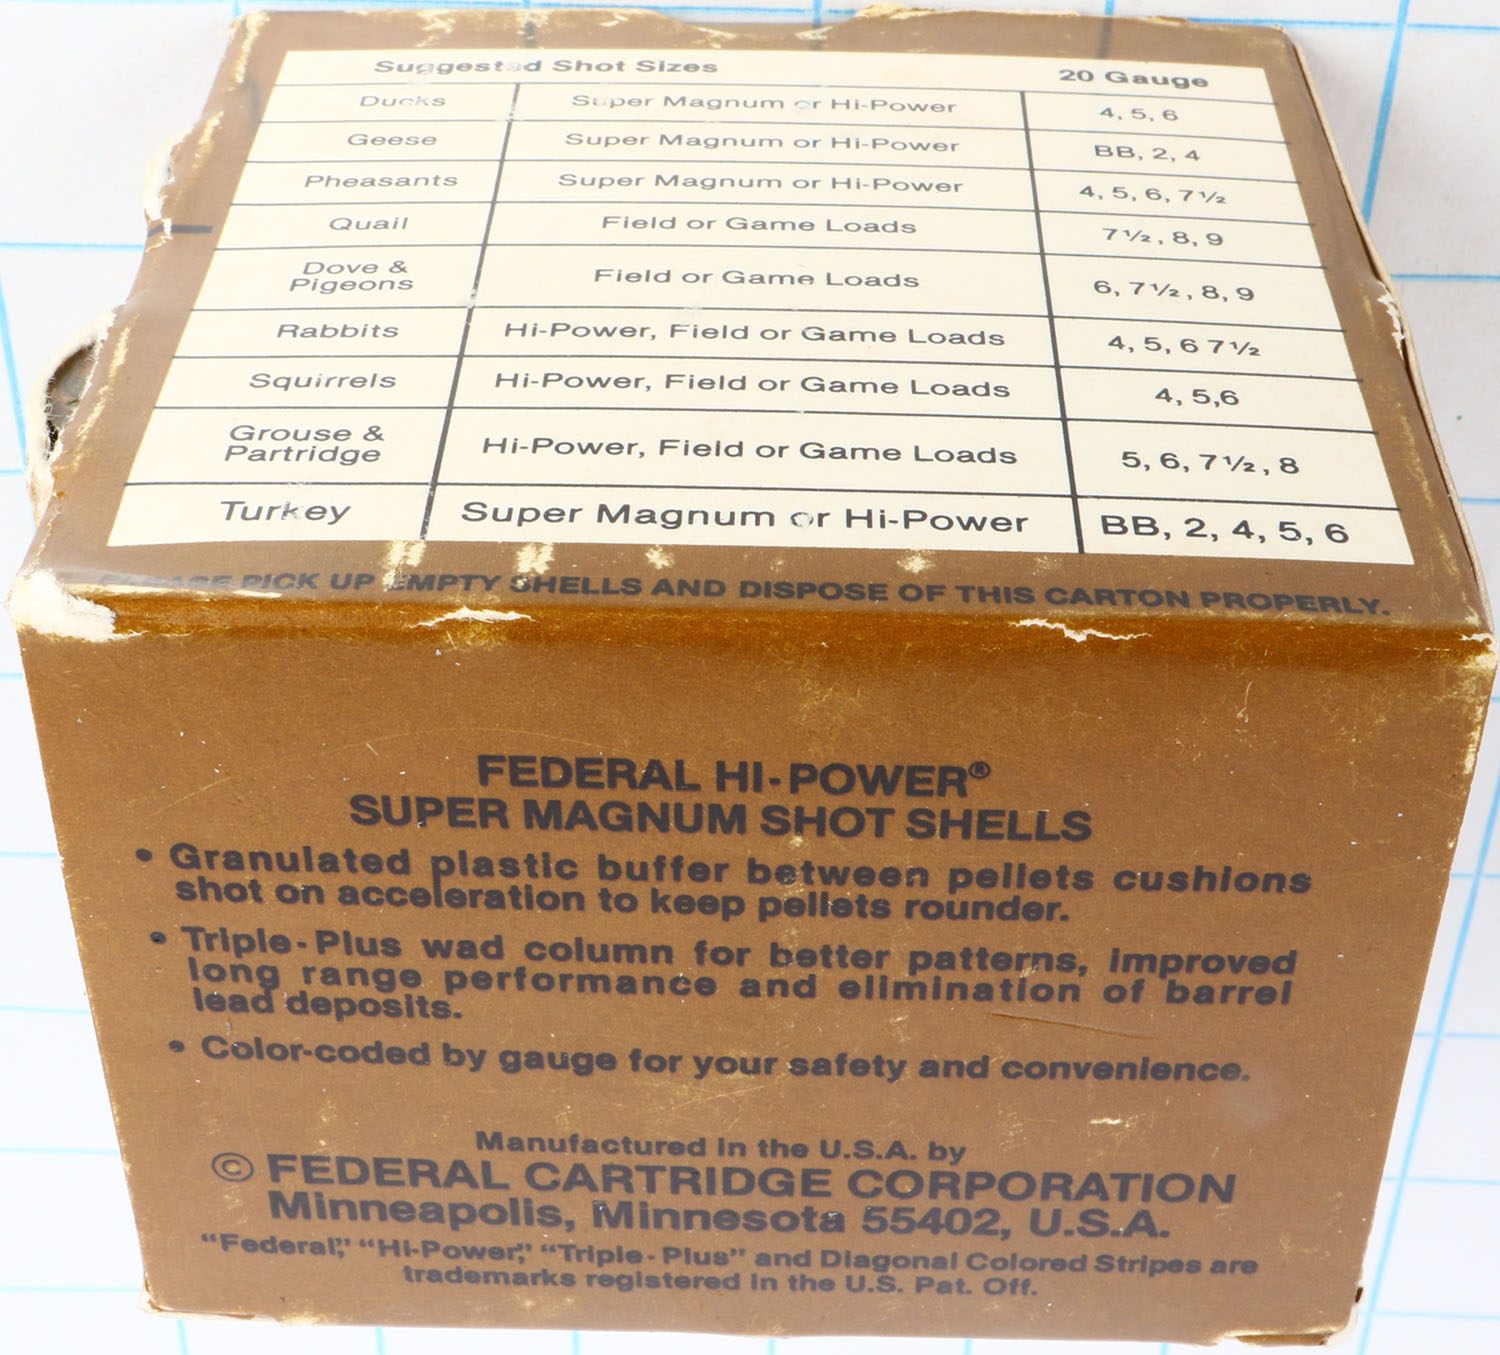 Suggested Shot Sizes 20 Gauge
Ducks Super Magnum or Hi-Power 4, 5, 6
Geese Super Magnum or Hi-Power BB, 2, 4
Pheasants Super Magnum or Hi-Power 4, 5, 6, 7½
Quail Field or Game Loads 7½, 8, 9
Dove &
Pigeons Field or Game Loads 6, 7½, 8, 9
Rabbits Hi-Power, Field or Game Loads 4, 5, 6 7½
Squirrels Hi-Power, Field or Game Loads 4, 5,6
Grouse &
Partridge Hi-Power, Field or Game Loads 5, 6, 7½, 8
Turkey Super Magnum or Hi-Power BB, 2, 4, 5, 6
PLEASE PICK UP EMPTY SHELLS AND DISPOSE OF THIS CARTON PROPERLY.
FEDERAL HI-POWER®
SUPER MAGNUM SHOT SHELLS
• Granulated plastic buffer between pellets cushions
shot on acceleration to keep pellets rounder.
• Triple-Plus wad column for better patterns, improved
long range performance and elimination of barrel
lead deposits.
• Color-coded by gauge for your safety and convenience.
Manufactured in the U.S.A. by
© FEDERAL CARTRIDGE CORPORATION
Minneapolis, Minnesota 55402, U.S.A.
“Federal,” “Hi-Power,” “Triple-Plus” and Diagonal Colored Stripes are
trademarks registered in the U.S. Pat. Off.